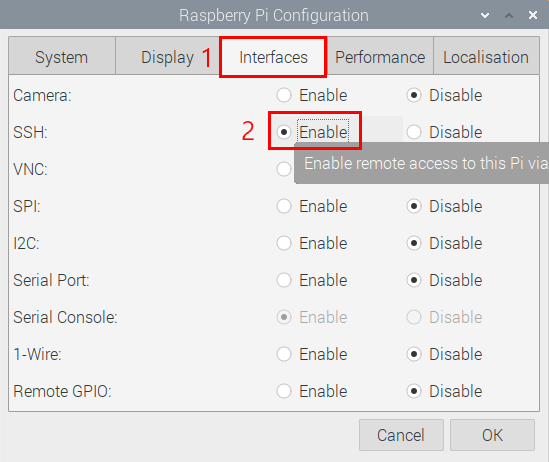 Raspberry Pi Configuration
System Display 1 Interfaces Performance Localisation
Camera: Enable Disable
SSH: 2 Enable Disable
Enable remote access to this Pi via
VNC:
SPI: Enable Disable
I2C: Enable Disable
Serial Port: Enable Disable
Serial Console: Enable Disable
1-Wire: Enable Disable
Remote GPIO: Enable Disable
Cancel OK